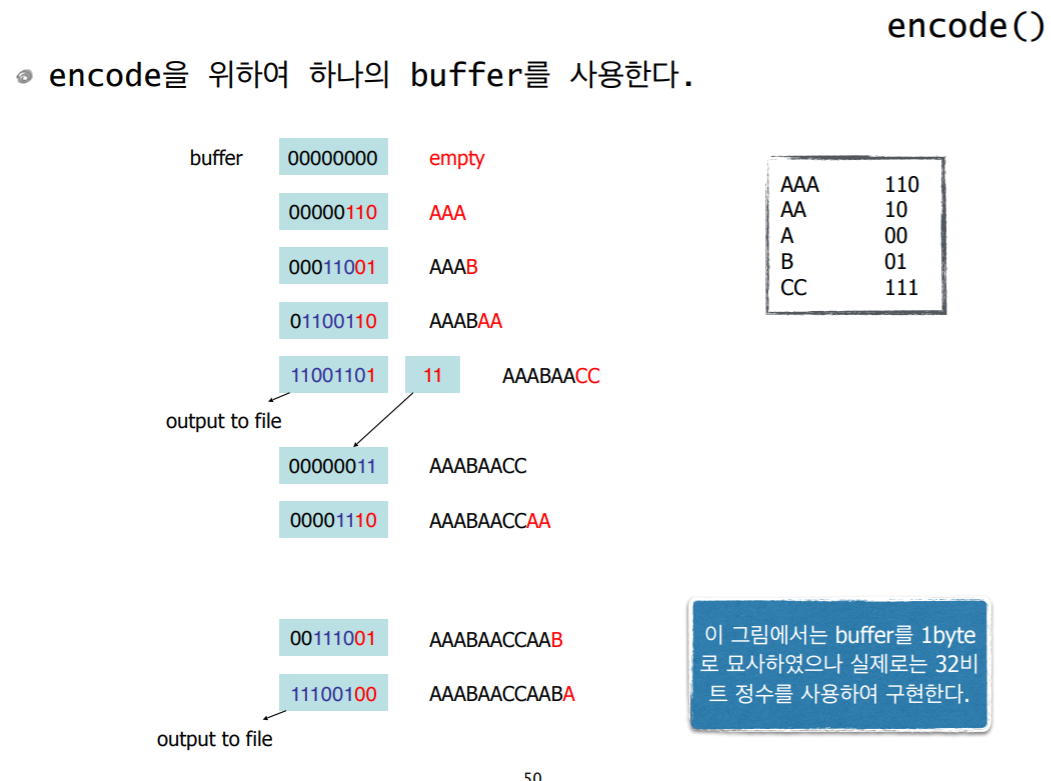 encode()
encode을 위하여 하나의 buffer를 사용한다.
buffer 00000000 empty
00000110 AAA
00011001 AAAB
01100110 AAABAA
11001101 11 AAABAACC
output to file
00000011 AAABAACC
00001110 AAABAACCAA
00111001 AAABAACCAAB
11100100 AAABAACCAABA
output to file
AAA 110
AA 10
A 00
B 01
CC 111
이 그림에서는 buffer를 1byte
로 묘사하였으나 실제로는 32비
트 정수를 사용하여 구현한다.
50